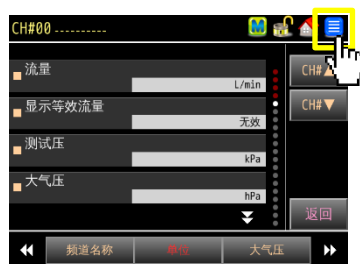 CH#00 ----------
M
流量
L/min
显示等效流量
无效
测试压
kPa
大气压
hPa
CH#▲
CH#▼
返回
频道名称
单位
大气压